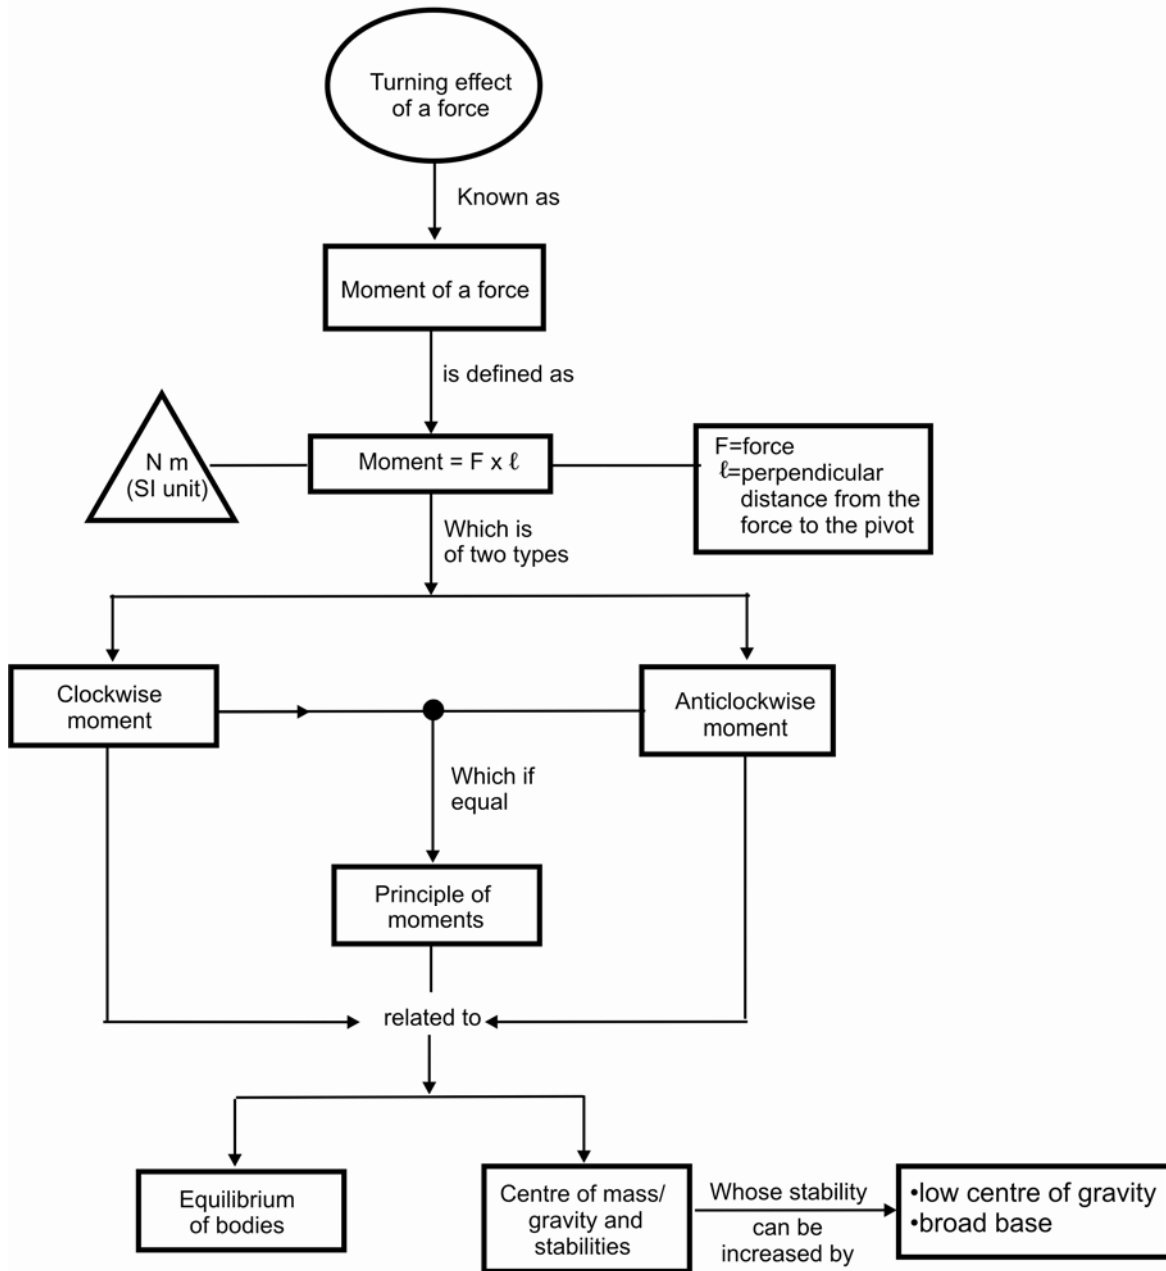 Turning effect
of a force
Known as
Moment of a force
is defined as
N m
(SI unit)
Moment = F x ℓ
F=force
ℓ=perpendicular
distance from the
force to the pivot
Which is
of two types
Clockwise
moment
Anticlockwise
moment
Which if
equal
Principle of
moments
related to
Equilibrium
of bodies
Centre of mass/
gravity and
stabilities
Whose stability
can be
increased by
•low centre of gravity
•broad base